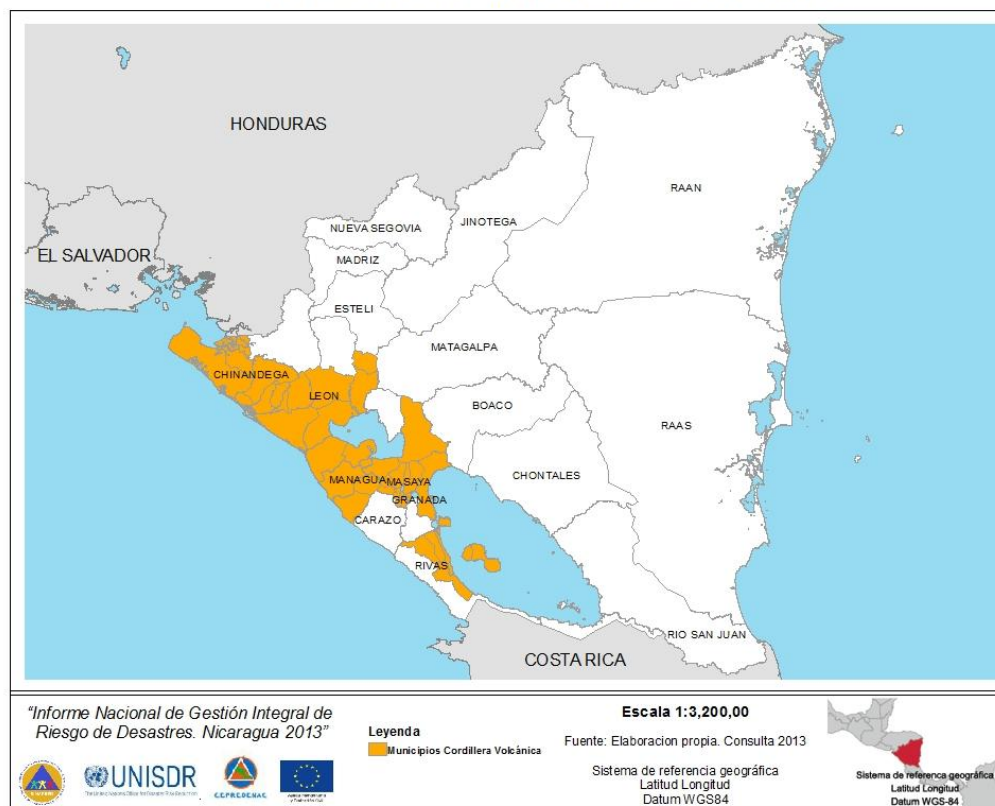 HONDURAS
RAAN
JINOTEGA
NUEVA SEGOVIA
EL SALVADOR
MADRIZ
ESTELI
MATAGALPA
CHINANDEGA
LEON
BOACO
RAAS
CHONTALES
MANAGUA
MASAYA
GRANADA
CARAZO
RIVAS
RIO SAN JUAN
COSTA RICA
"Informe Nacional de Gestión Integral de
Riesgo de Desastres. Nicaragua 2013"
UNISDR
CEPREDENAC
Leyenda
Municipios Cordillera Volcánica
Escala 1:3,200,00
Fuente: Elaboracion propia. Consulta 2013
Sistema de referencia geográfica
Latitud Longitud
Datum WGS84
Sistema de referencia geográfica
Latitud Longitud
Datum WGS-84